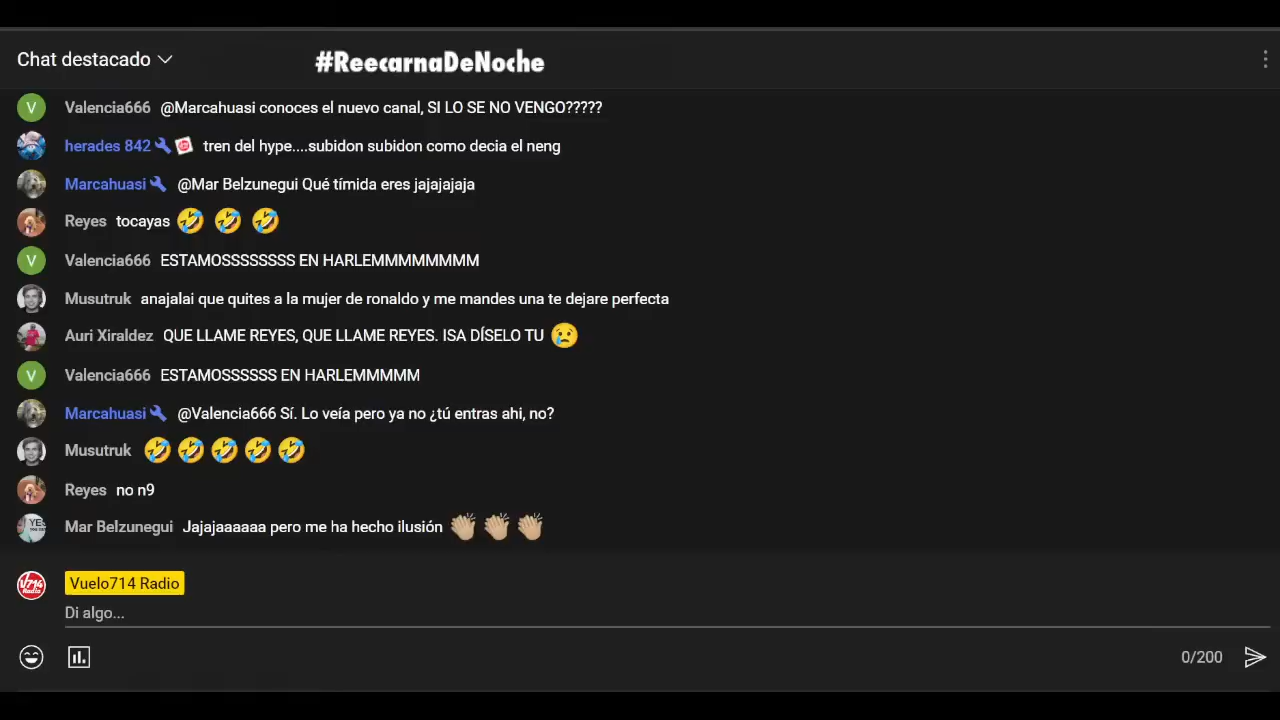 Chat destacado
#ReecarnaDeNoche
V Valencia666 @Marcahuasi conoces el nuevo canal, SI LO SE NO VENGO?????
herades 842 tren del hype....subidon subidon como decia el neng
Marcahuasi @Mar Belzunegui Qué tímida eres jajajajaja
Reyes tocayas 🤣 🤣 🤣
V Valencia666 ESTAMOSSSSSSSS EN HARLEMMMMMMMM
Musutruk anajalai que quites a la mujer de ronaldo y me mandes una te dejare perfecta
Auri Xiraldez QUE LLAME REYES, QUE LLAME REYES. ISA DÍSELO TU 😢
V Valencia666 ESTAMOSSSSSS EN HARLEMMMMM
Marcahuasi @Valencia666 Sí. Lo veía pero ya no ¿tú entras ahi, no?
Musutruk 🤣 🤣 🤣 🤣 🤣
Reyes no n9
YES Mar Belzunegui Jajajaaaaaa pero me ha hecho ilusión 👏🏼 👏🏼 👏🏼
V714 Radio Vuelo714 Radio
Di algo...
0/200